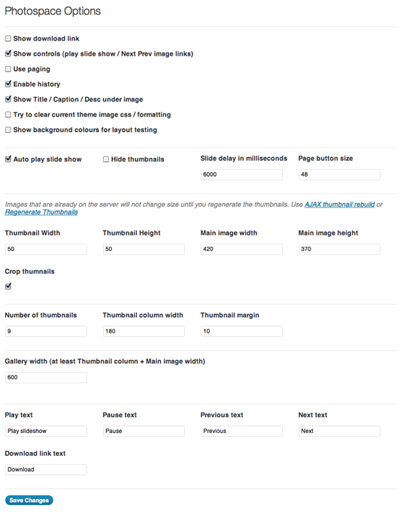 Photospace Options
Show download link
Show controls (play slide show / Next Prev image links)
Use paging
Enable history
Show Title / Caption / Desc under image
Try to clear current theme image css / formatting
Show background colours for layout testing
Auto play slide show Hide thumbnails Slide delay in milliseconds Page button size
6000 48
Images that are already on the server will not change size until you regenerate the thumbnails. Use AJAX thumbnail rebuild or
Regenerate Thumbnails
Thumbnail Width Thumbnail Height Main image width Main image height
50 50 420 370
Crop thumnails
Number of thumbnails Thumbnail column width Thumbnail margin
9 180 10
Gallery width (at least Thumbnail column + Main image width)
600
Play text Pause text Previous text Next text
Play slideshow Pause Previous Next
Download link text
Download
Save Changes